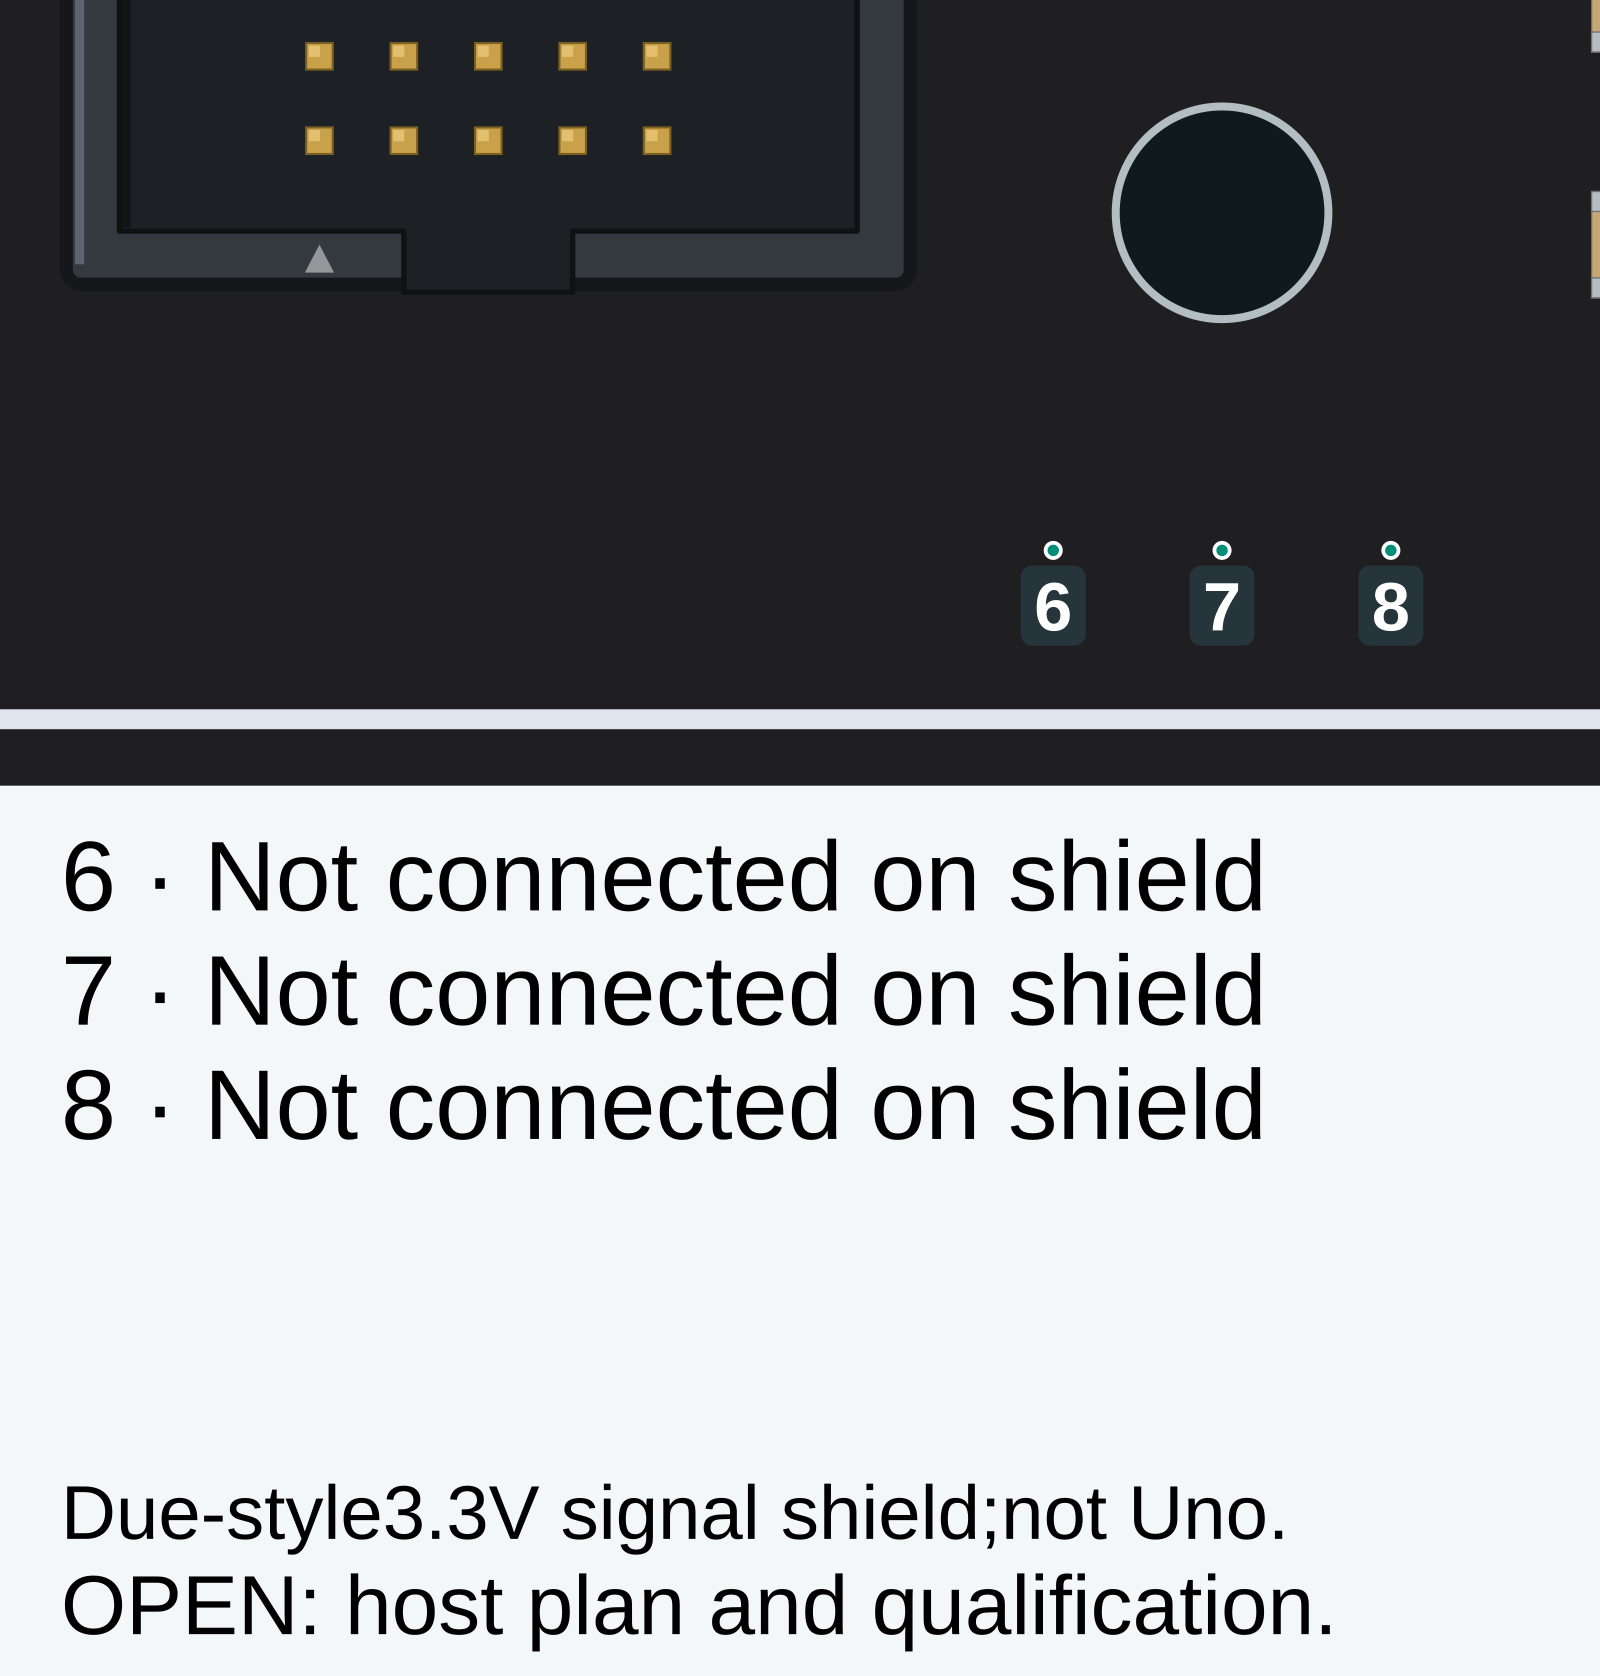 6 7 8
6 · Not connected on shield
7 · Not connected on shield
8 · Not connected on shield
Due-style3.3V signal shield;not Uno.
OPEN: host plan and qualification.